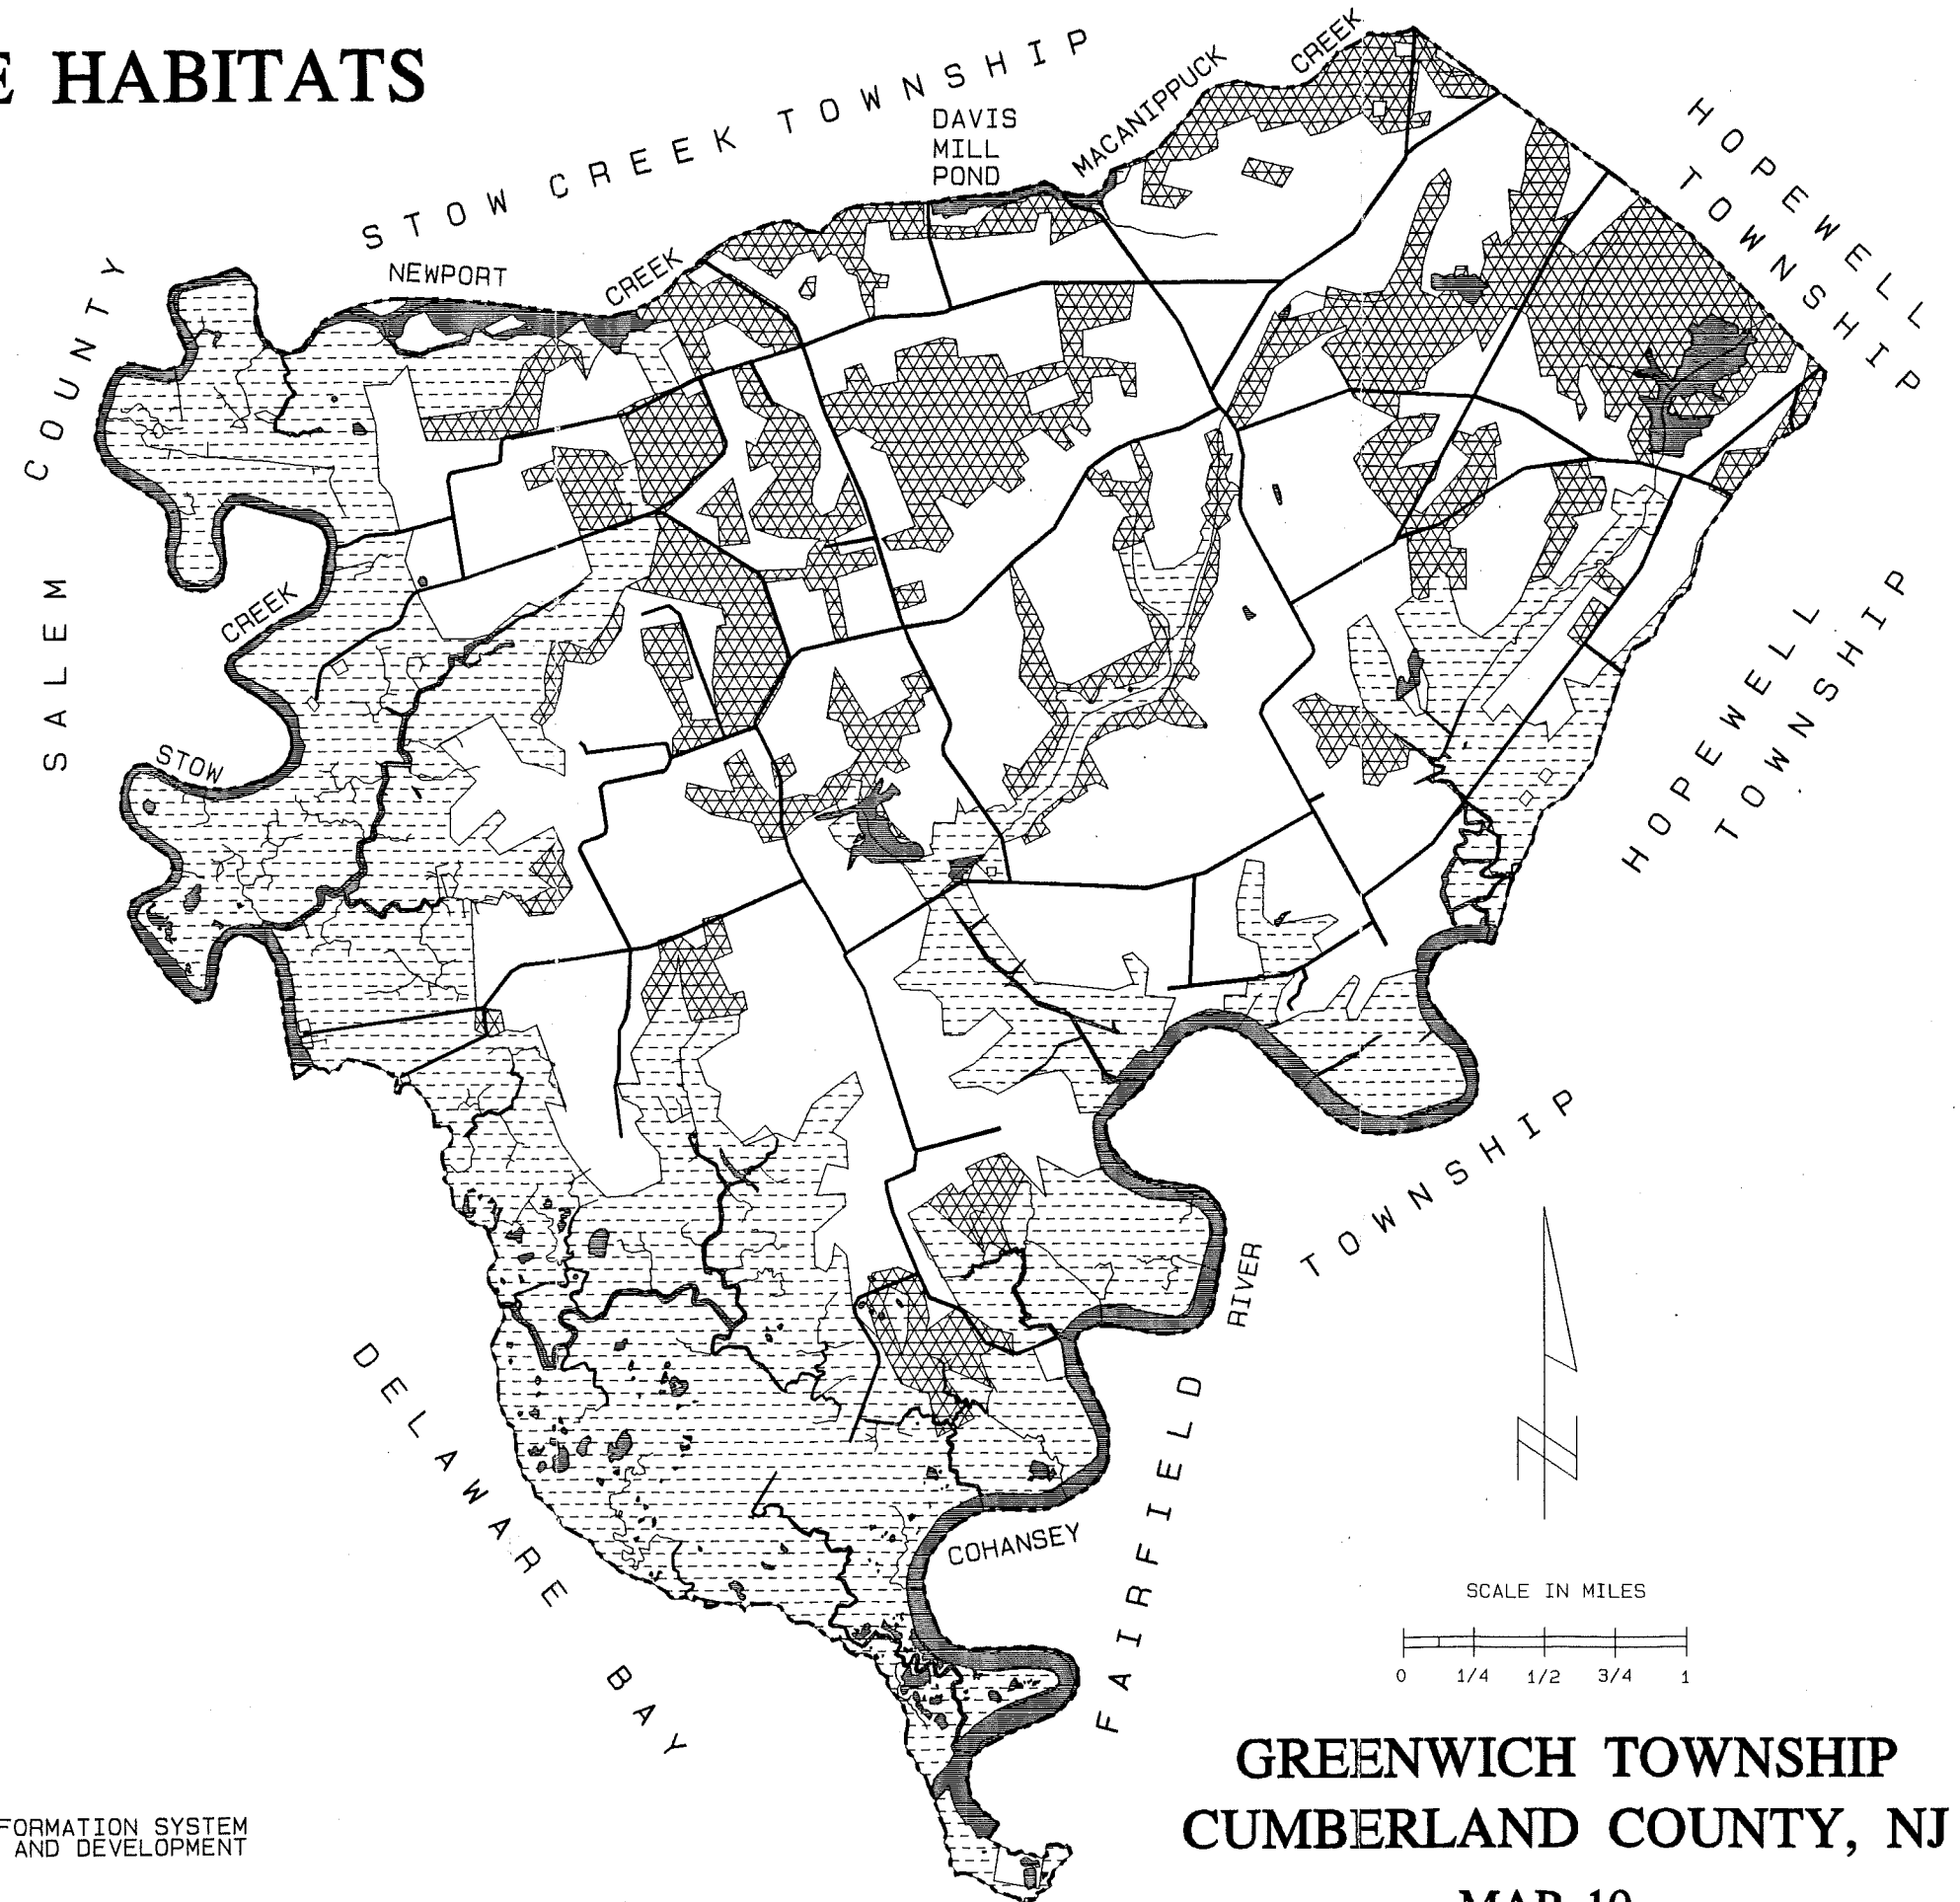 E HABITATS
STOW CREEK TOWNSHIP
DAVIS
MILL
POND
MACANIPPUCK CREEK
HOPEWELL
TOWNSHIP
NEWPORT CREEK
SALEM COUNTY
STOW CREEK
HOPEWELL
TOWNSHIP
DELAWARE BAY
COHANSEY RIVER
FAIRFIELD TOWNSHIP
SCALE IN MILES
0 1/4 1/2 3/4 1
GREENWICH TOWNSHIP
CUMBERLAND COUNTY, NJ
MAP 10
FORMATION SYSTEM
AND DEVELOPMENT